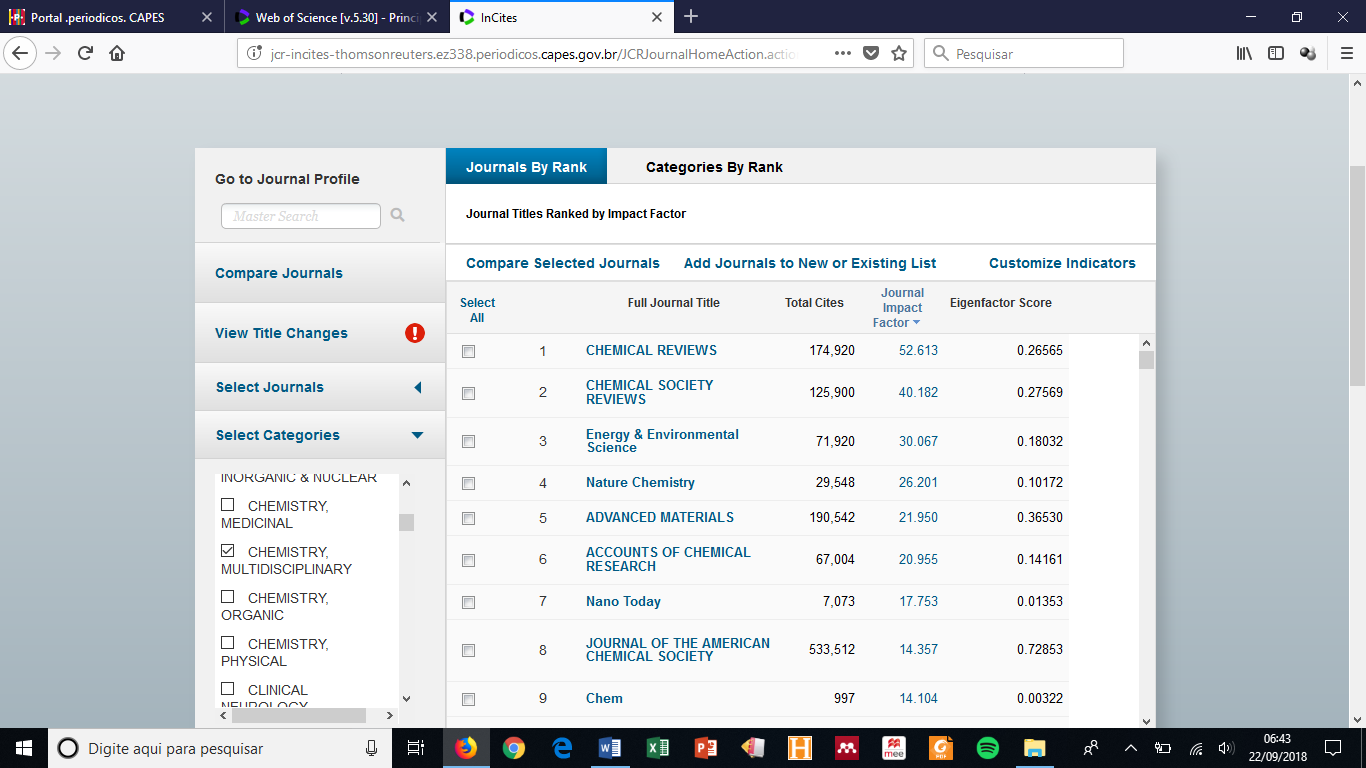 Portal .periodicos. CAPES
Web of Science [v.5.30] - Princi
InCites
jcr-incites-thomsonreuters.ez338.periodicos.capes.gov.br/JCRJournalHomeAction.actio
Pesquisar
Go to Journal Profile
Master Search
Compare Journals
View Title Changes
Select Journals
Select Categories
INORGANIC & NUCLEAR
CHEMISTRY,
MEDICINAL
CHEMISTRY,
MULTIDISCIPLINARY
CHEMISTRY,
ORGANIC
CHEMISTRY,
PHYSICAL
CLINICAL
NEUROLOGY
Journals By Rank Categories By Rank
Journal Titles Ranked by Impact Factor
Compare Selected Journals Add Journals to New or Existing List Customize Indicators
Select
All
Full Journal Title
Total Cites
Journal
Impact
Factor
Eigenfactor Score
1 CHEMICAL REVIEWS 174,920 52.613 0.26565
2 CHEMICAL SOCIETY
REVIEWS 125,900 40.182 0.27569
3 Energy & Environmental
Science 71,920 30.067 0.18032
4 Nature Chemistry 29,548 26.201 0.10172
5 ADVANCED MATERIALS 190,542 21.950 0.36530
6 ACCOUNTS OF CHEMICAL
RESEARCH 67,004 20.955 0.14161
7 Nano Today 7,073 17.753 0.01353
8 JOURNAL OF THE AMERICAN
CHEMICAL SOCIETY 533,512 14.357 0.72853
9 Chem 997 14.104 0.00322
Digite aqui para pesquisar
06:43
22/09/2018